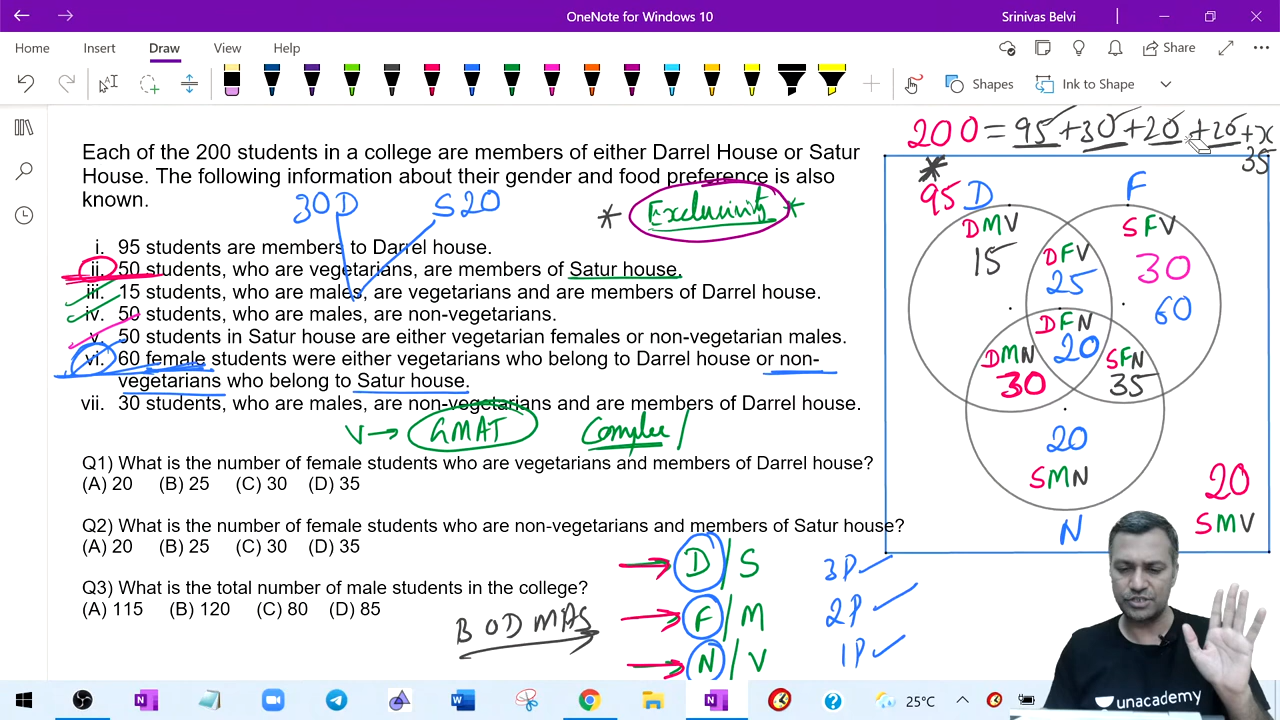 OneNote for Windows 10
Srinivas Belvi
Home Insert Draw View Help
Share
Shapes
Ink to Shape
200 = 95 + 30 + 20 + 20 + x
35
Each of the 200 students in a college are members of either Darrel House or Satur
House. The following information about their gender and food preference is also
known.
30 D S 20
* Exclusivity *
i. 95 students are members to Darrel house.
ii. 50 students, who are vegetarians, are members of Satur house.
iii. 15 students, who are males, are vegetarians and are members of Darrel house.
iv. 50 students, who are males, are non-vegetarians.
v. 50 students in Satur house are either vegetarian females or non-vegetarian males.
vi. 60 female students were either vegetarians who belong to Darrel house or non-
vegetarians who belong to Satur house.
vii. 30 students, who are males, are non-vegetarians and are members of Darrel house.
V → GMAT
Q1) What is the number of female students who are vegetarians and members of Darrel house?
(A) 20 (B) 25 (C) 30 (D) 35
Q2) What is the number of female students who are non-vegetarians and members of Satur house?
(A) 20 (B) 25 (C) 30 (D) 35
Q3) What is the total number of male students in the college?
(A) 115 (B) 120 (C) 80 (D) 85
BODMAS
D/S
F/M
N/V
3P
2P
1P
*
95 D
F
DMV
15
SFV
30
60
DFV
25
DFN
20
DMN
30
SFN
35
20
SMN
N
20
SMV
unacademy
25°C